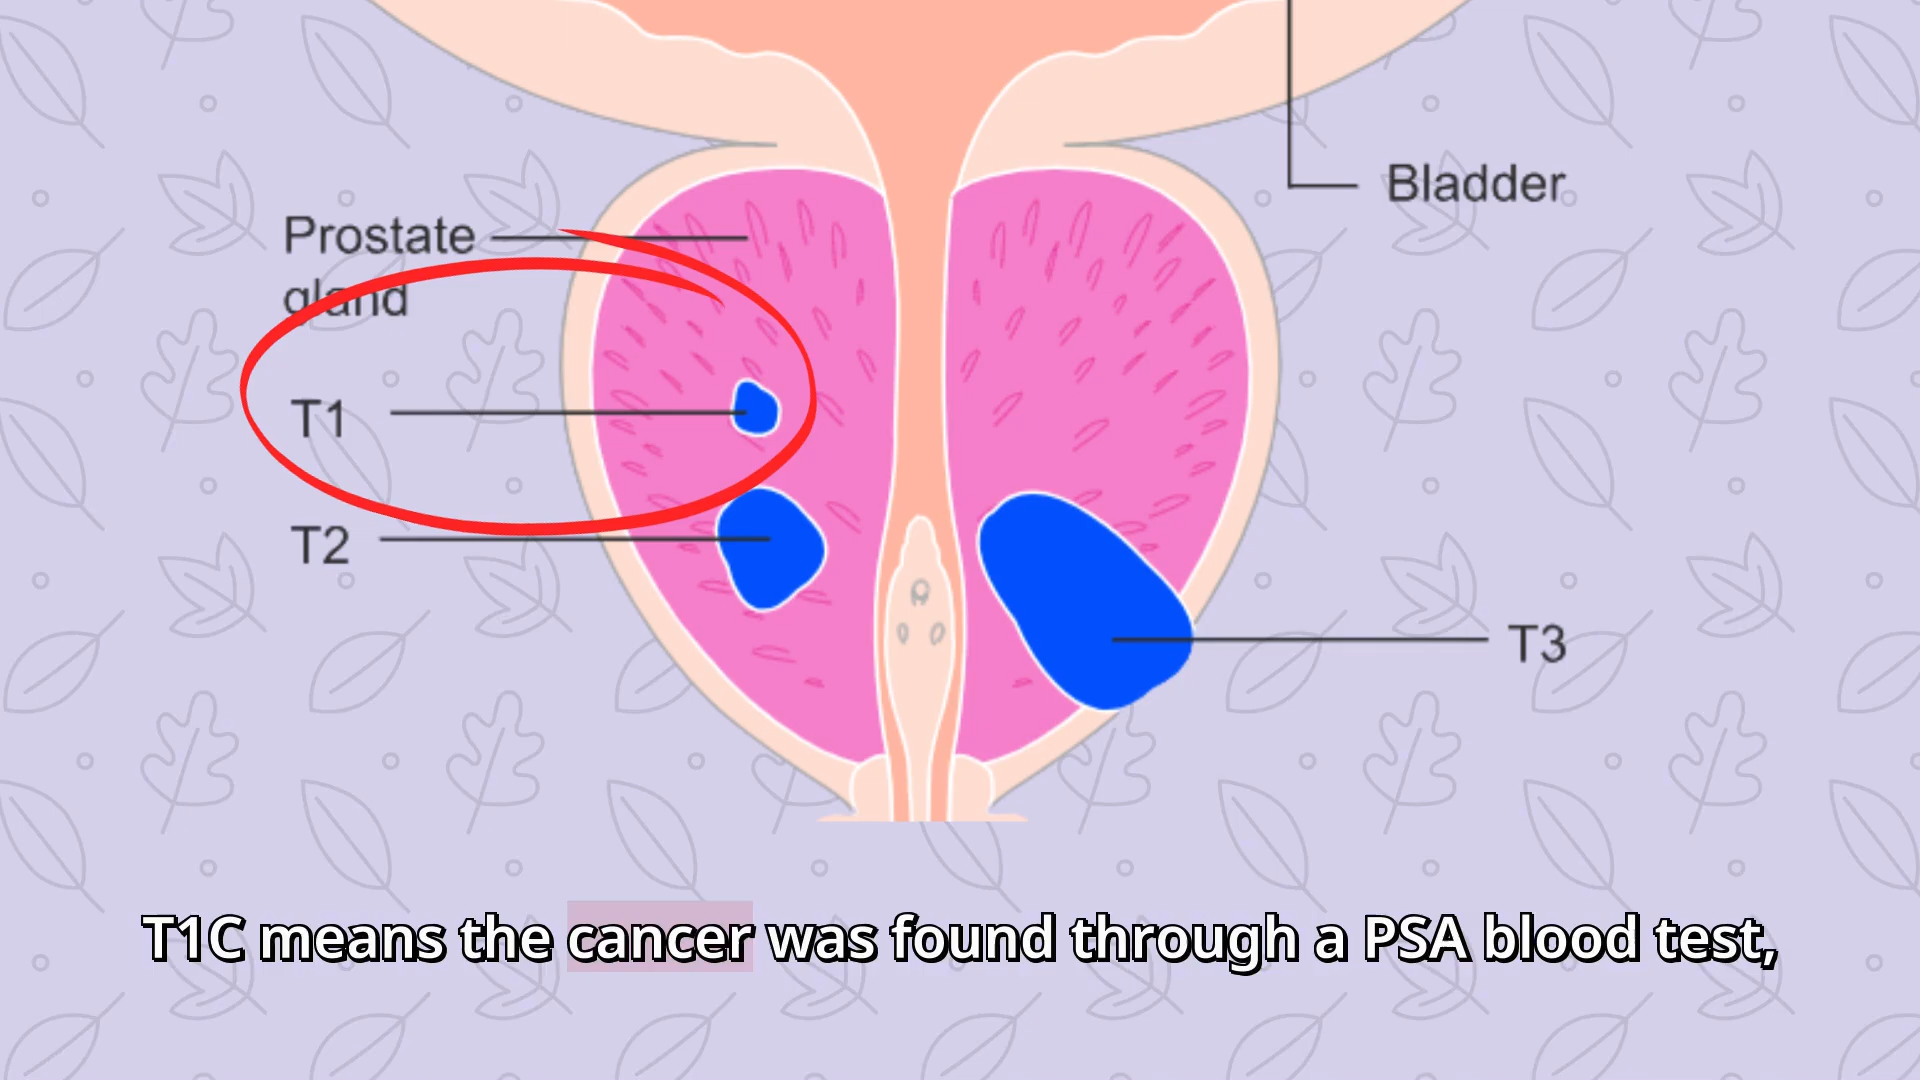 Bladder
Prostate
gland
T1
T2
T3
T1C means the cancer was found through a PSA blood test,